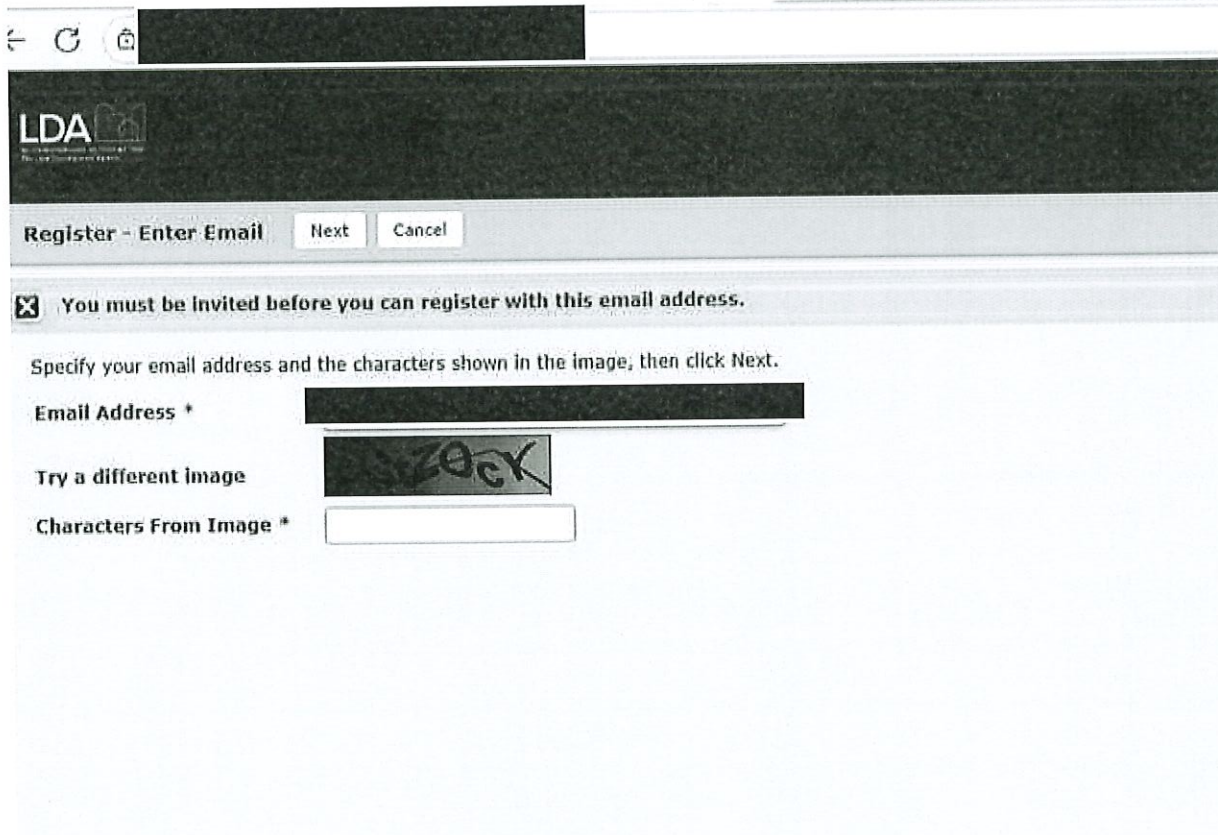 LDA
Register - Enter Email Next Cancel
You must be invited before you can register with this email address.
Specify your email address and the characters shown in the image, then click Next.
Email Address *
Try a different image
Characters From Image *